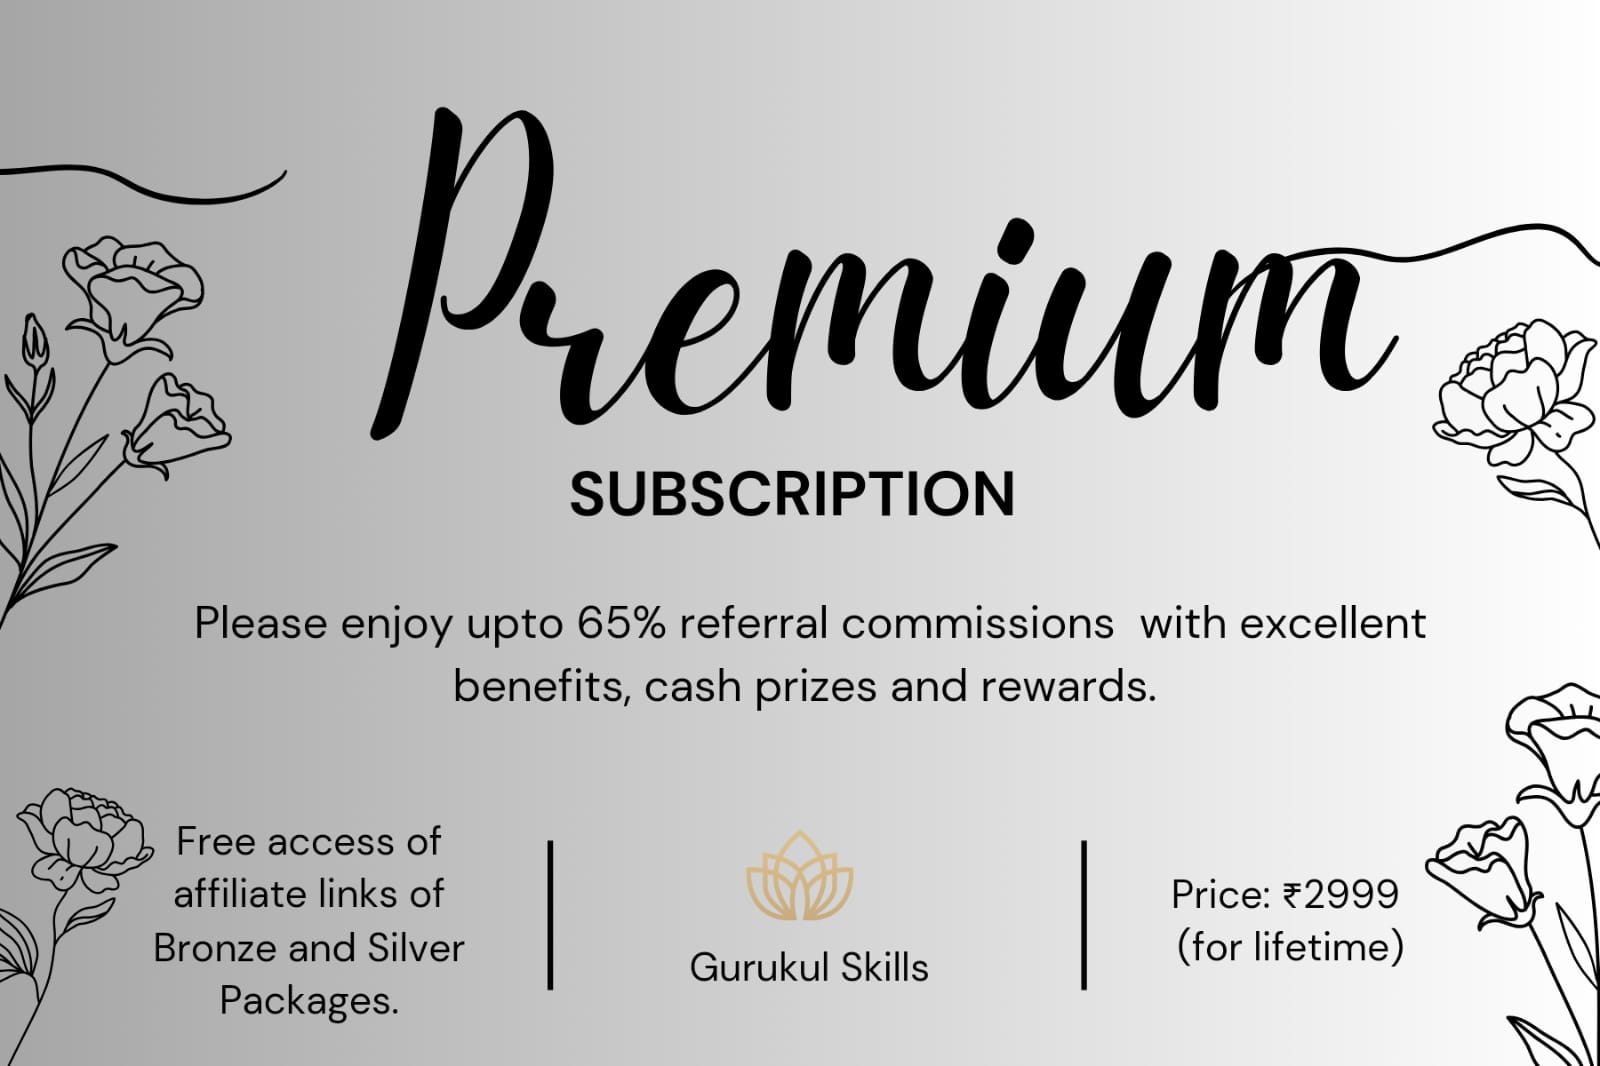 Premium
SUBSCRIPTION
Please enjoy upto 65% referral commissions with excellent
benefits, cash prizes and rewards.
Free access of
affiliate links of
Bronze and Silver
Packages.
Gurukul Skills
Price: ₹2999
(for lifetime)